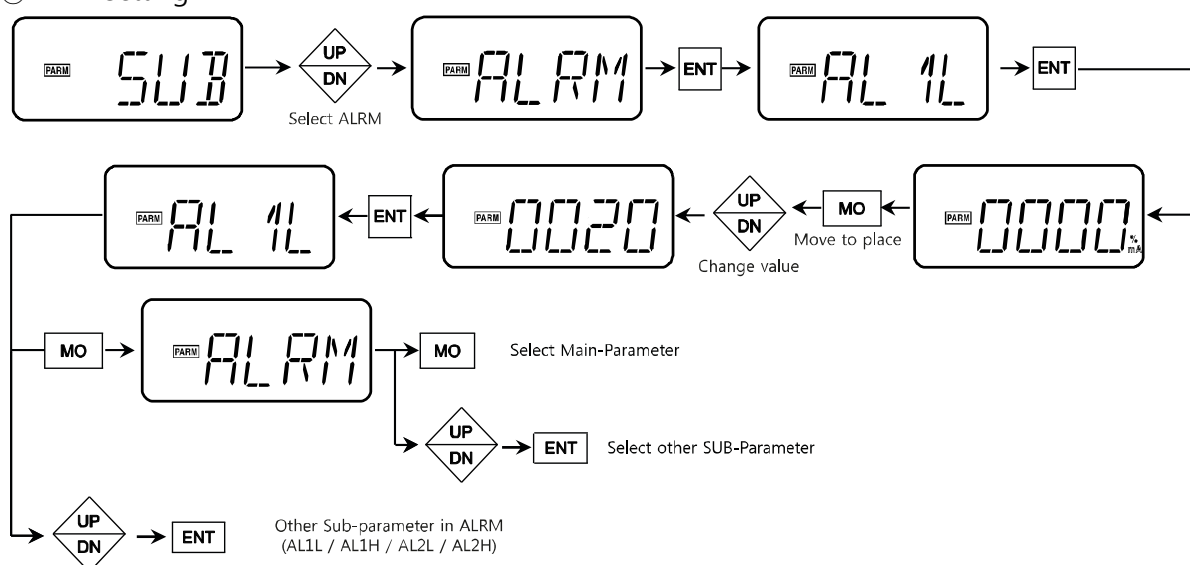 PARM SUB
UP
DN
Select ALRM
PARM ALRM
ENT
PARM AL 1L
ENT
PARM 0000 % mA
MO
Move to place
UP
DN
Change value
PARM 0020
ENT
PARM AL 1L
MO
PARM ALRM
MO
Select Main-Parameter
UP
DN
ENT
Select other SUB-Parameter
UP
DN
ENT
Other Sub-parameter in ALRM
(AL1L / AL1H / AL2L / AL2H)